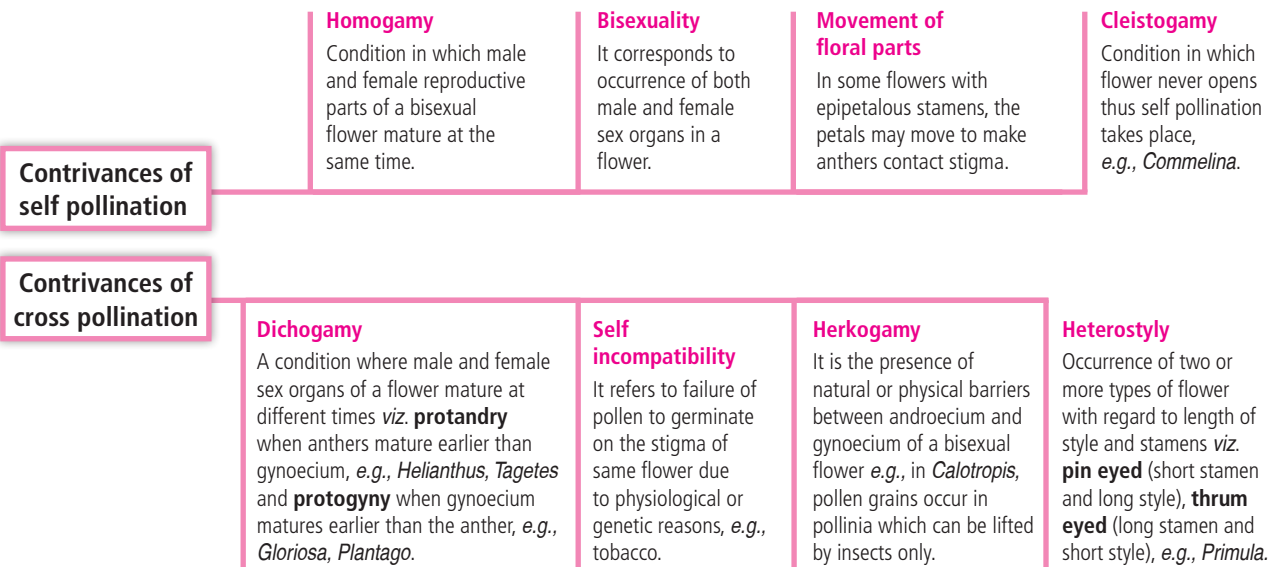 Contrivances of
self pollination
Homogamy
Condition in which male
and female reproductive
parts of a bisexual
flower mature at the
same time.
Bisexuality
It corresponds to
occurrence of both
male and female
sex organs in a
flower.
Movement of
floral parts
In some flowers with
epipetalous stamens, the
petals may move to make
anthers contact stigma.
Cleistogamy
Condition in which
flower never opens
thus self pollination
takes place,
e.g., Commelina.
Contrivances of
cross pollination
Dichogamy
A condition where male and female
sex organs of a flower mature at
different times viz. protandry
when anthers mature earlier than
gynoecium, e.g., Helianthus, Tagetes
and protogyny when gynoecium
matures earlier than the anther, e.g.,
Gloriosa, Plantago.
Self
incompatibility
It refers to failure of
pollen to germinate
on the stigma of
same flower due
to physiological or
genetic reasons, e.g.,
tobacco.
Herkogamy
It is the presence of
natural or physical barriers
between androecium and
gynoecium of a bisexual
flower e.g., in Calotropis,
pollen grains occur in
pollinia which can be lifted
by insects only.
Heterostyly
Occurrence of two or
more types of flower
with regard to length of
style and stamens viz.
pin eyed (short stamen
and long style), thrum
eyed (long stamen and
short style), e.g., Primula.